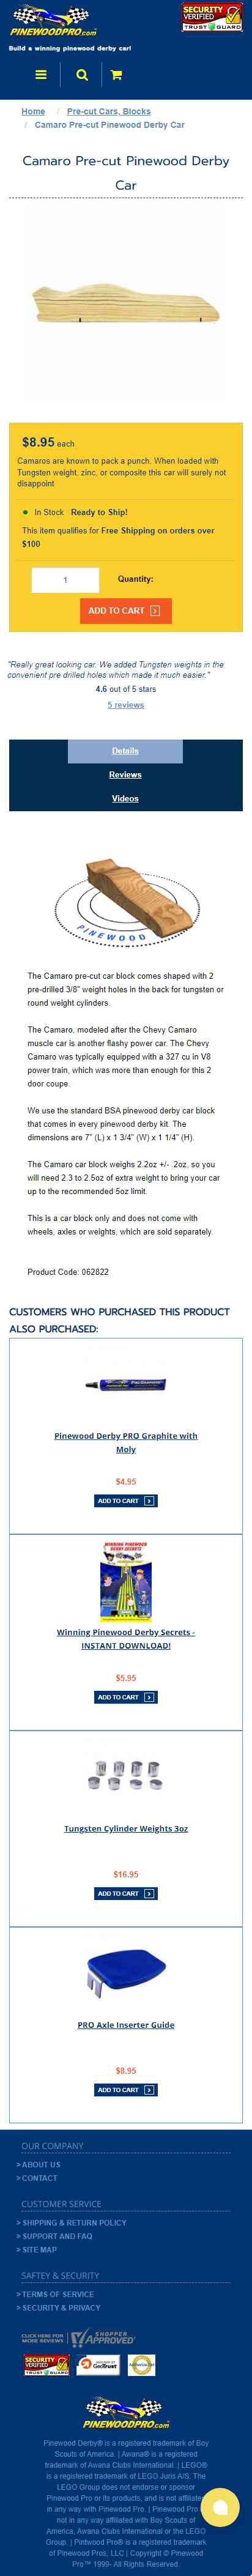 PINEWOODPRO.com
Build a winning pinewood derby car!
SECURITY
VERIFIED
TRUST GUARD
Home / Pre-cut Cars, Blocks
/ Camaro Pre-cut Pinewood Derby Car
Camaro Pre-cut Pinewood Derby
Car
$8.95 each
Camaros are known to pack a punch. When loaded with
Tungsten weight, zinc, or composite this car will surely not
disappoint
In Stock Ready to Ship!
This item qualifies for Free Shipping on orders over
$100
1
Quantity:
ADD TO CART
"Really great looking car. We added Tungsten weights in the
convenient pre drilled holes which made it much easier."
4.6 out of 5 stars
5 reviews
Details
Reviews
Videos
PINEWOOD
The Camaro pre-cut car block comes shaped with 2
pre-drilled 3/8" weight holes in the back for tungsten or
round weight cylinders.
The Camaro, modeled after the Chevy Camaro
muscle car is another flashy power car. The Chevy
Camaro was typically equipped with a 327 cu in V8
power train, which was more than enough for this 2
door coupe.
We use the standard BSA pinewood derby car block
that comes in every pinewood derby kit. The
dimensions are 7" (L) x 1 3/4" (W) x 1 1/4" (H).
The Camaro car block weighs 2.2oz +/- .2oz, so you
will need 2.3 to 2.5oz of extra weight to bring your car
up to the recommended 5oz limit.
This is a car block only and does not come with
wheels, axles or weights, which are sold separately.
Product Code: 062822
CUSTOMERS WHO PURCHASED THIS PRODUCT
ALSO PURCHASED:
Pinewood Derby PRO Graphite with
Moly
$4.95
ADD TO CART
Winning Pinewood Derby Secrets -
INSTANT DOWNLOAD!
$5.95
ADD TO CART
Tungsten Cylinder Weights 3oz
$16.95
ADD TO CART
PRO Axle Inserter Guide
$8.95
ADD TO CART
OUR COMPANY
> ABOUT US
> CONTACT
CUSTOMER SERVICE
> SHIPPING & RETURN POLICY
> SUPPORT AND FAQ
> SITE MAP
SAFTEY & SECURITY
> TERMS OF SERVICE
> SECURITY & PRIVACY
CLICK HERE FOR
MORE REVIEWS
SHOPPER
APPROVED
SECURITY
VERIFIED
TRUST GUARD
GeoTrust
PINEWOODPRO.com
Pinewood Derby® is a registered trademark of Boy
Scouts of America. | Awana® is a registered
trademark of Awana Clubs International. | LEGO®
is a registered trademark of LEGO Juris A/S. The
LEGO Group does not endorse or sponsor
Pinewood Pro or its products, and is not affiliated
in any way with Pinewood Pro. | Pinewood Pro is
not in any way affiliated with Boy Scouts of
America, Awana Clubs International or the LEGO
Group. | Pintwood Pro® is a registered trademark
of Pinewood Pros, LLC | Copyright © Pinewood
Pro™ 1999- All Rights Reserved.